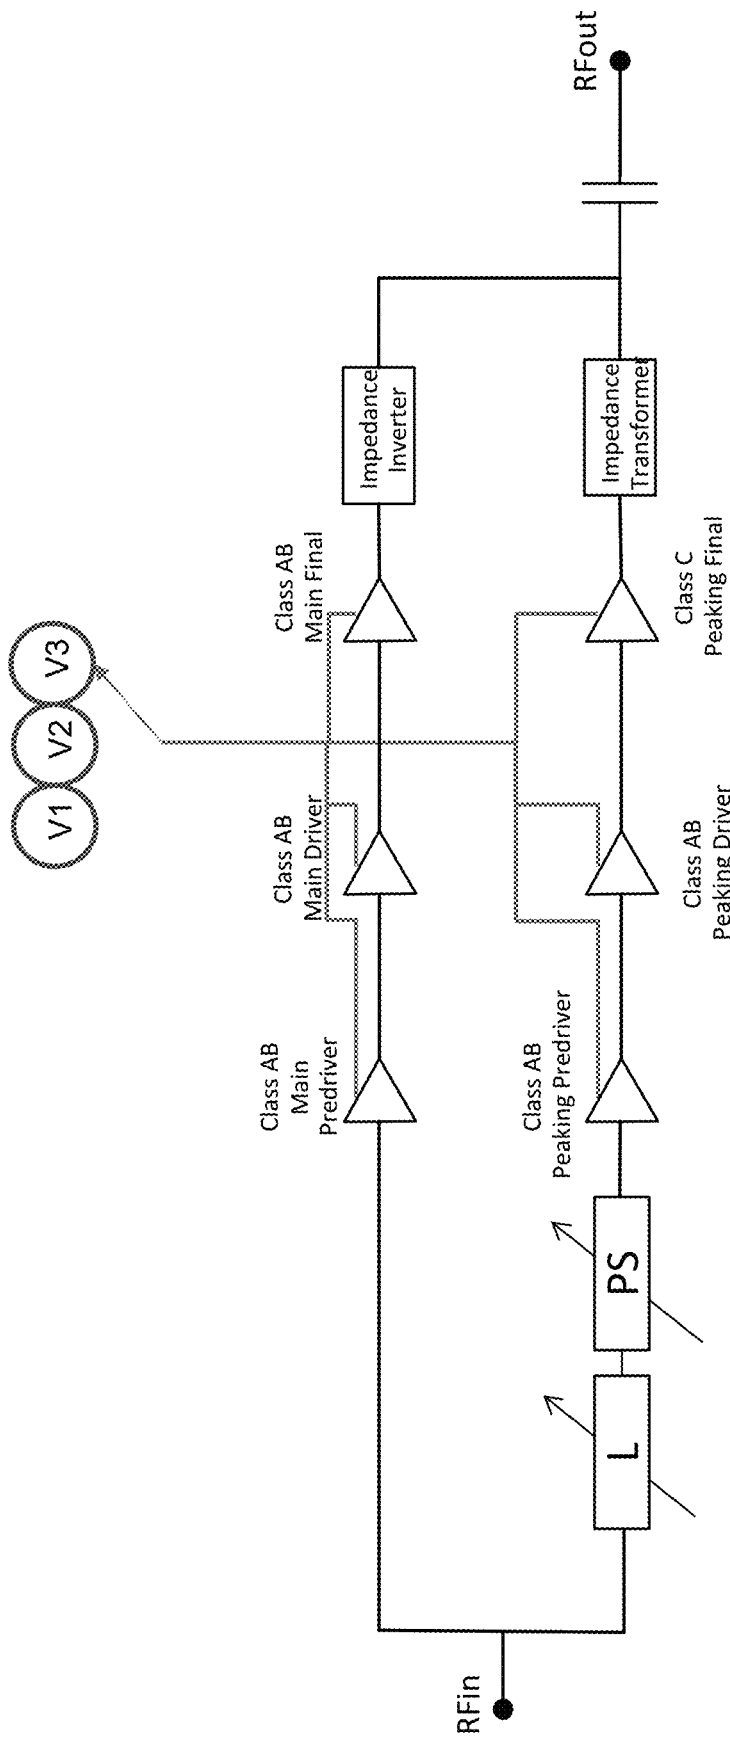 V1
V2
V3
Class AB
Main
Predriver
Class AB
Main Driver
Class AB
Main Final
Impedance
Inverter
RFout
RFin
L
PS
Class AB
Peaking Predriver
Class AB
Peaking Driver
Class C
Peaking Final
Impedance
Transformer